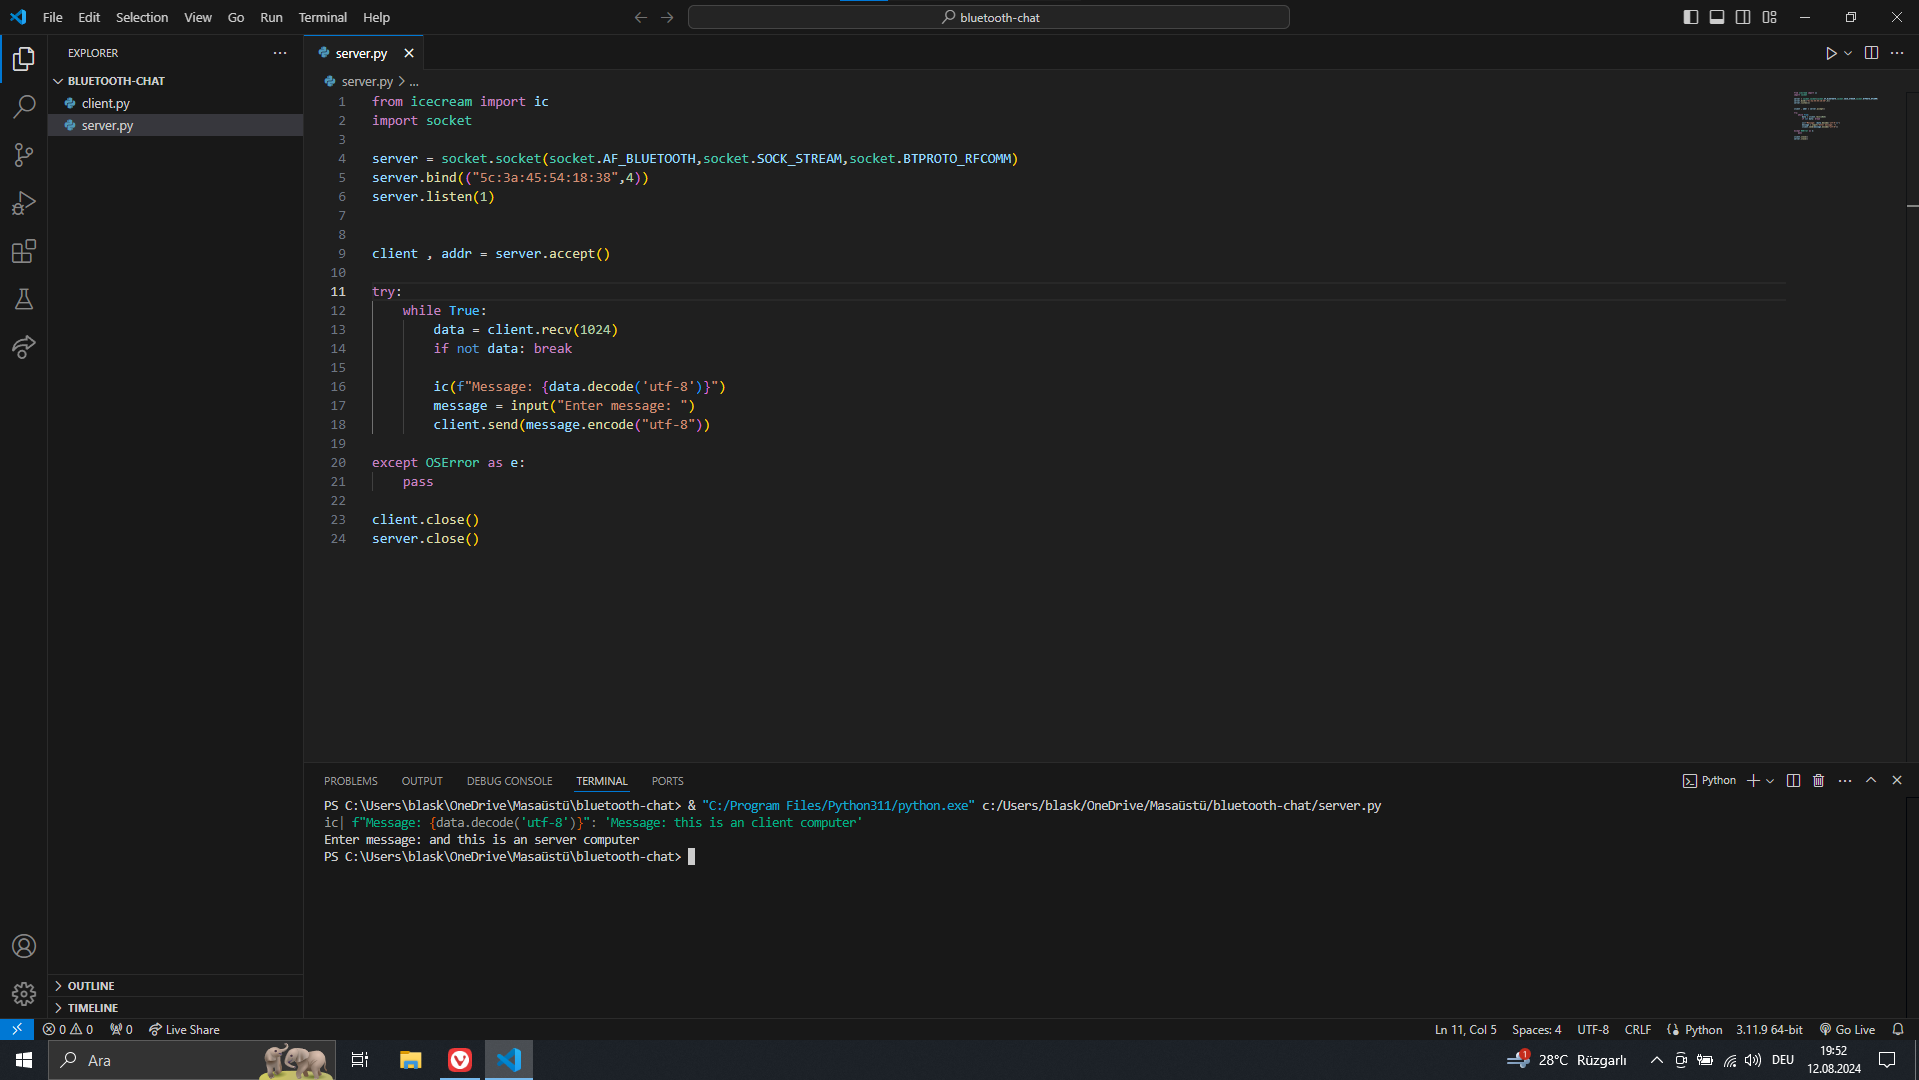 File Edit Selection View Go Run Terminal Help
bluetooth-chat
EXPLORER
BLUETOOTH-CHAT
client.py
server.py
OUTLINE
TIMELINE
server.py
server.py > ...
1 from icecream import ic
2 import socket
3
4 server = socket.socket(socket.AF_BLUETOOTH,socket.SOCK_STREAM,socket.BTPROTO_RFCOMM)
5 server.bind(("5c:3a:45:54:18:38",4))
6 server.listen(1)
7
8
9 client , addr = server.accept()
10
11 try:
12     while True:
13         data = client.recv(1024)
14         if not data: break
15
16         ic(f"Message: {data.decode('utf-8')}")
17         message = input("Enter message: ")
18         client.send(message.encode("utf-8"))
19
20 except OSError as e:
21     pass
22
23 client.close()
24 server.close()
PROBLEMS OUTPUT DEBUG CONSOLE TERMINAL PORTS
Python
PS C:\Users\blask\OneDrive\Masaüstü\bluetooth-chat> & "C:/Program Files/Python311/python.exe" c:/Users/blask/OneDrive/Masaüstü/bluetooth-chat/server.py
ic| f"Message: {data.decode('utf-8')}": 'Message: this is an client computer'
Enter message: and this is an server computer
PS C:\Users\blask\OneDrive\Masaüstü\bluetooth-chat>
0 0 0 Live Share
Ln 11, Col 5 Spaces: 4 UTF-8 CRLF Python 3.11.9 64-bit Go Live
Ara
1 28°C Rüzgarlı
DEU
19:52
12.08.2024